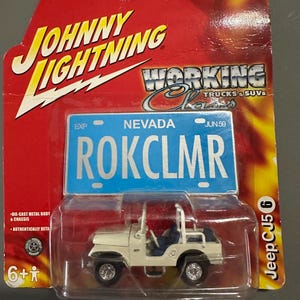 JOHNNY
LIGHTNING
WORKING
Class
TRUCKS & SUVs
EXP NEVADA JUN 59
ROKCLMR
• DIE-CAST METAL BODY
& CHASSIS
• AUTHENTICALLY
6+
Jeep CJ5 6